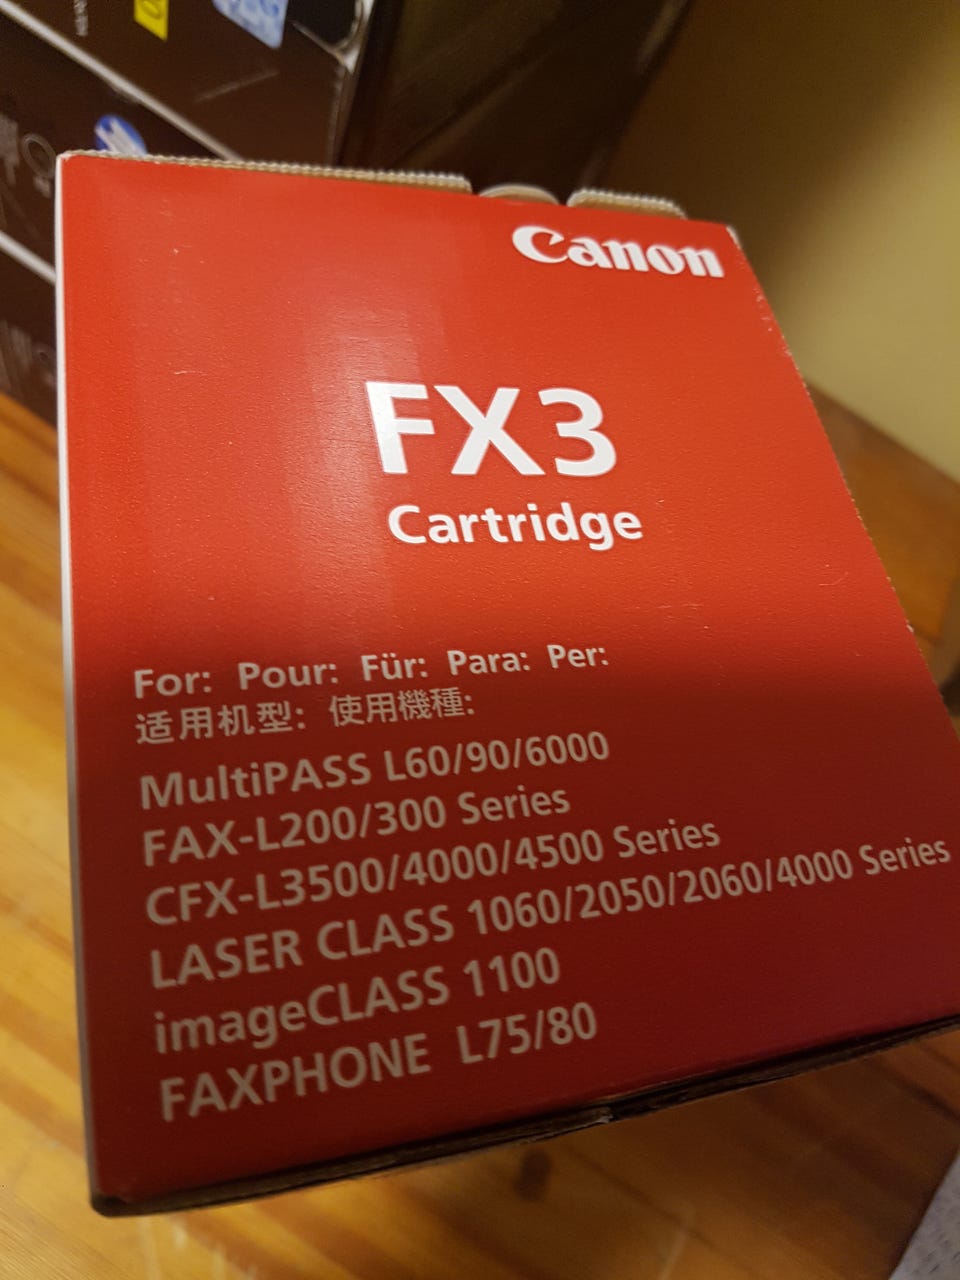 Canon
FX3
Cartridge
For: Pour: Für: Para: Per:
适用机型: 使用機種:
MultiPASS L60/90/6000
FAX-L200/300 Series
CFX-L3500/4000/4500 Series
LASER CLASS 1060/2050/2060/4000 Series
imageCLASS 1100
FAXPHONE L75/80